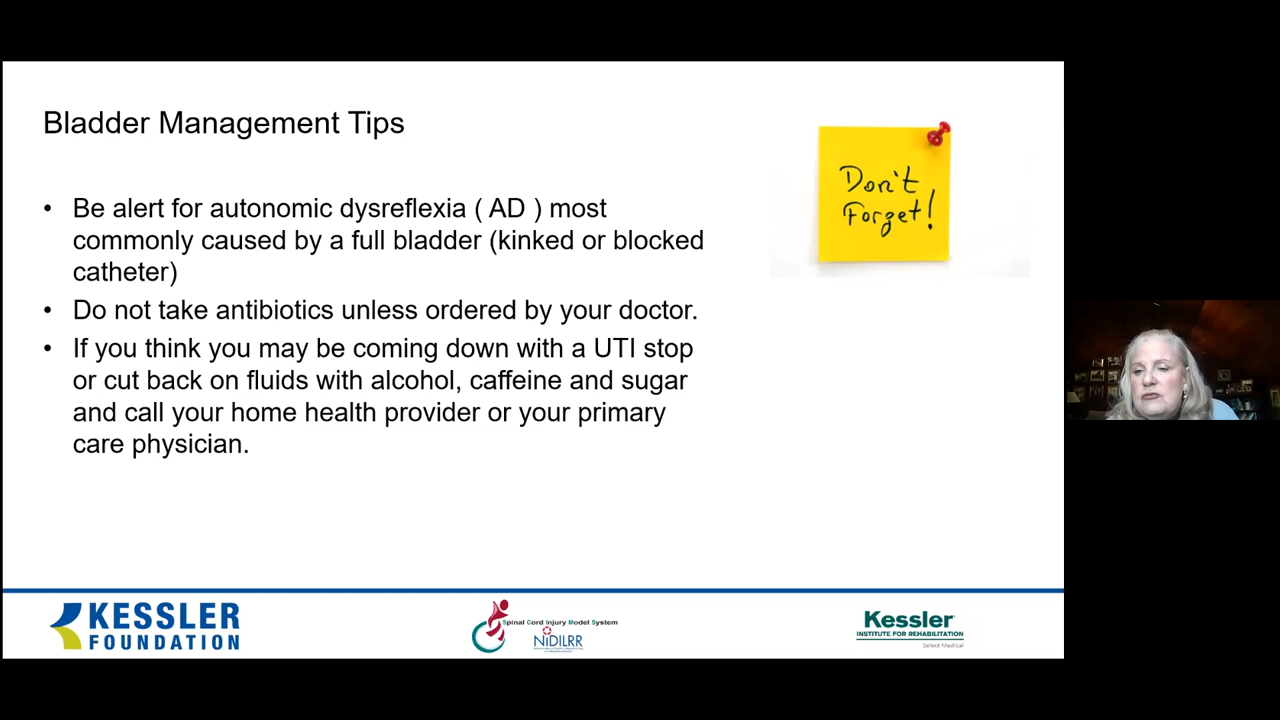 Bladder Management Tips
• Be alert for autonomic dysreflexia ( AD ) most
commonly caused by a full bladder (kinked or blocked
catheter)
• Do not take antibiotics unless ordered by your doctor.
• If you think you may be coming down with a UTI stop
or cut back on fluids with alcohol, caffeine and sugar
and call your home health provider or your primary
care physician.
Don't
Forget!
KESSLER
FOUNDATION
Spinal Cord Injury Model System
NIDILRR
Kessler
INSTITUTE FOR REHABILITATION
Select Medical